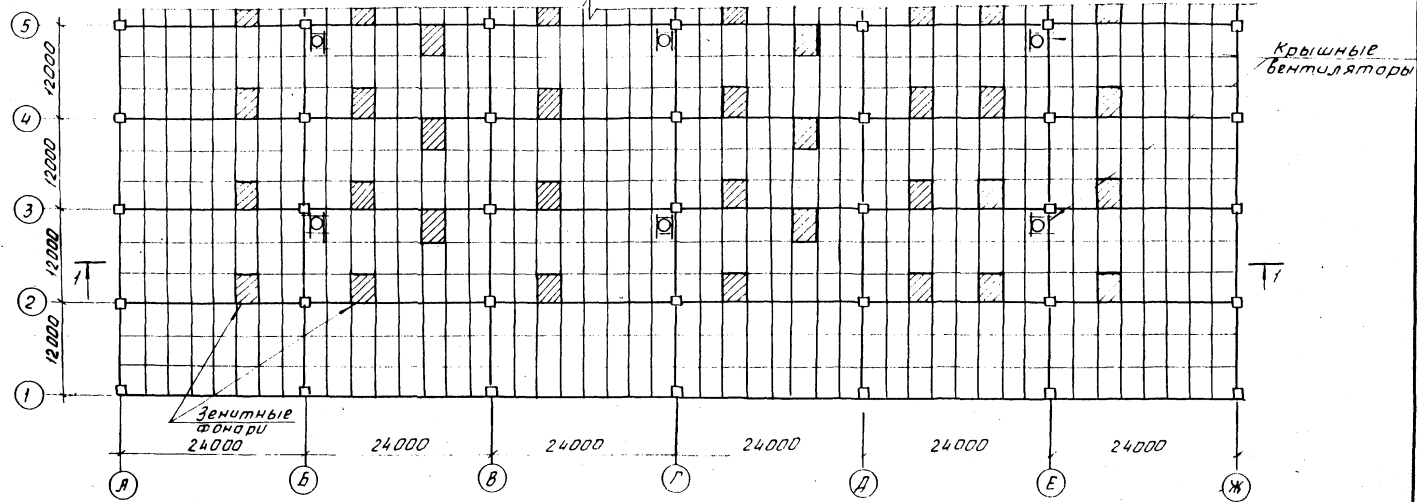 5
Крышные
вентиляторы
12000
4
12000
3
12000
1
1
2
12000
1
Зенитные
фонари
24000
24000
24000
24000
24000
24000
А
Б
В
Г
Д
Е
Ж